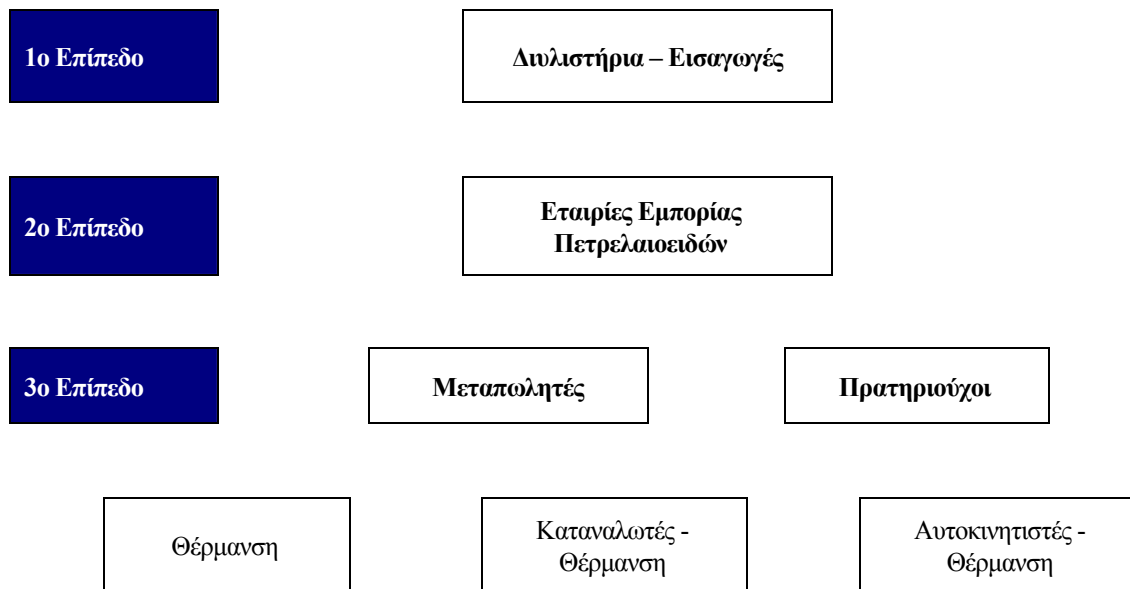 1ο Επίπεδο
Διυλιστήρια – Εισαγωγές
2ο Επίπεδο
Εταιρίες Εμπορίας
Πετρελαιοειδών
3ο Επίπεδο
Μεταπωλητές
Πρατηριούχοι
Θέρμανση
Καταναλωτές -
Θέρμανση
Αυτοκινητιστές -
Θέρμανση